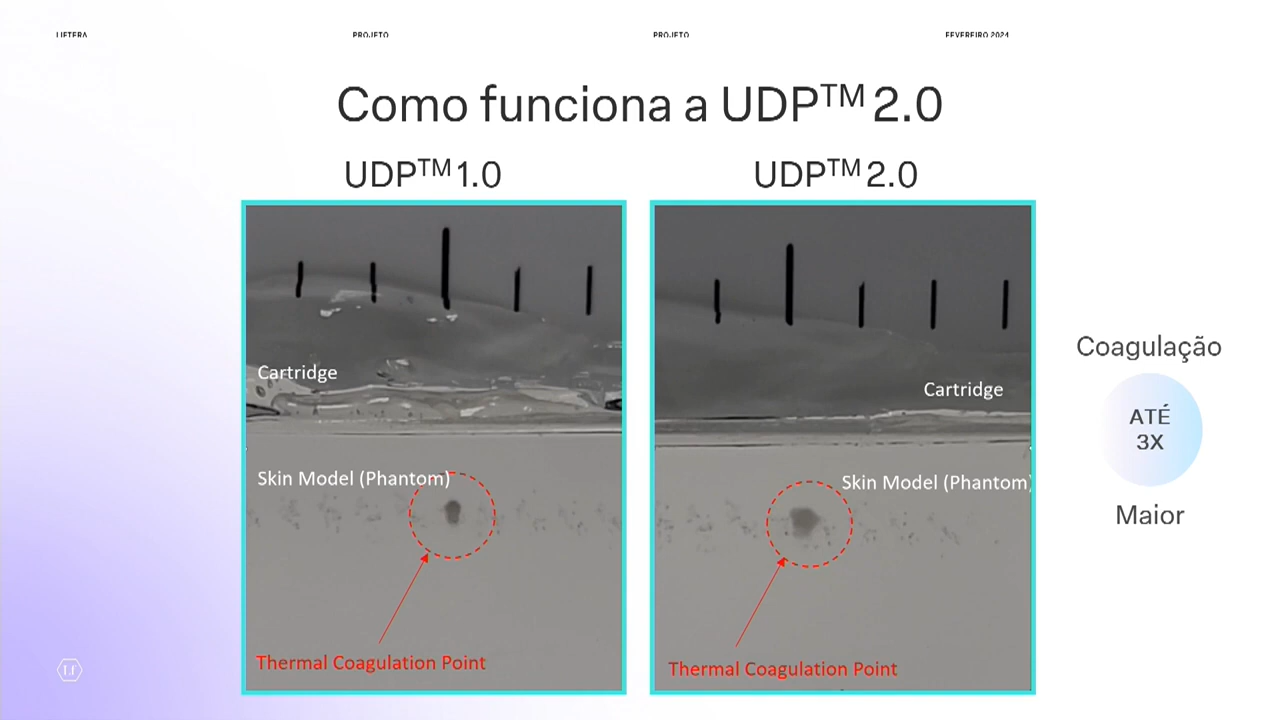 LIFTERA
PROJETO
PROJETO
FEVEREIRO 2024
Como funciona a UDP™ 2.0
UDP™ 1.0
UDP™ 2.0
Cartridge
Skin Model (Phantom)
Thermal Coagulation Point
Cartridge
Skin Model (Phantom)
Thermal Coagulation Point
Coagulação
ATÉ
3X
Maior
Lf